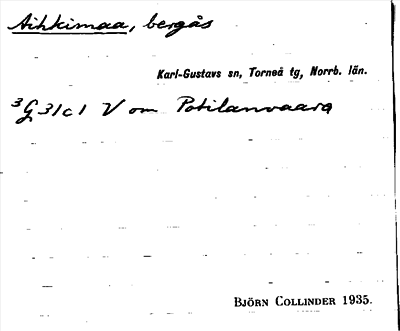 Aihkimaa, bergås
Karl-Gustavs sn, Torneå tg, Norrb. län.
³G 31c1 V om Potilanvaara
BJÖRN COLLINDER 1935.